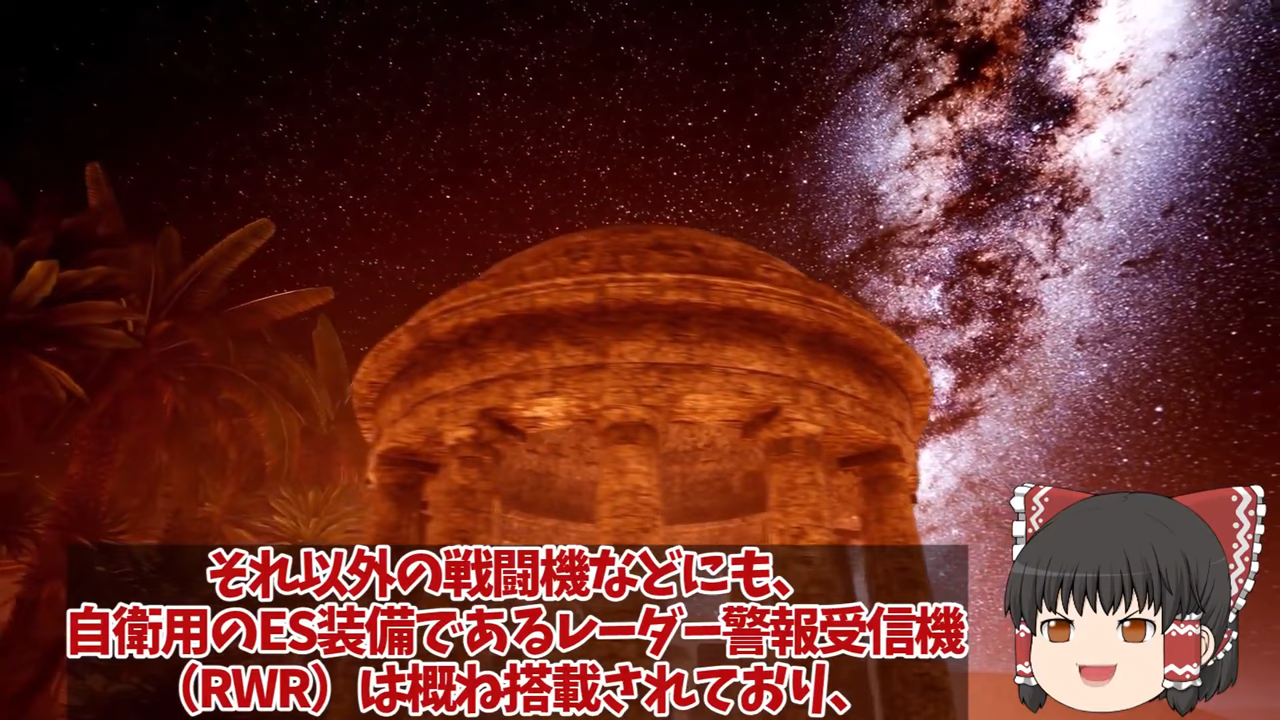 それ以外の戦闘機などにも、
自衛用のES装備であるレーダー警報受信機
（RWR）は概ね搭載されており、